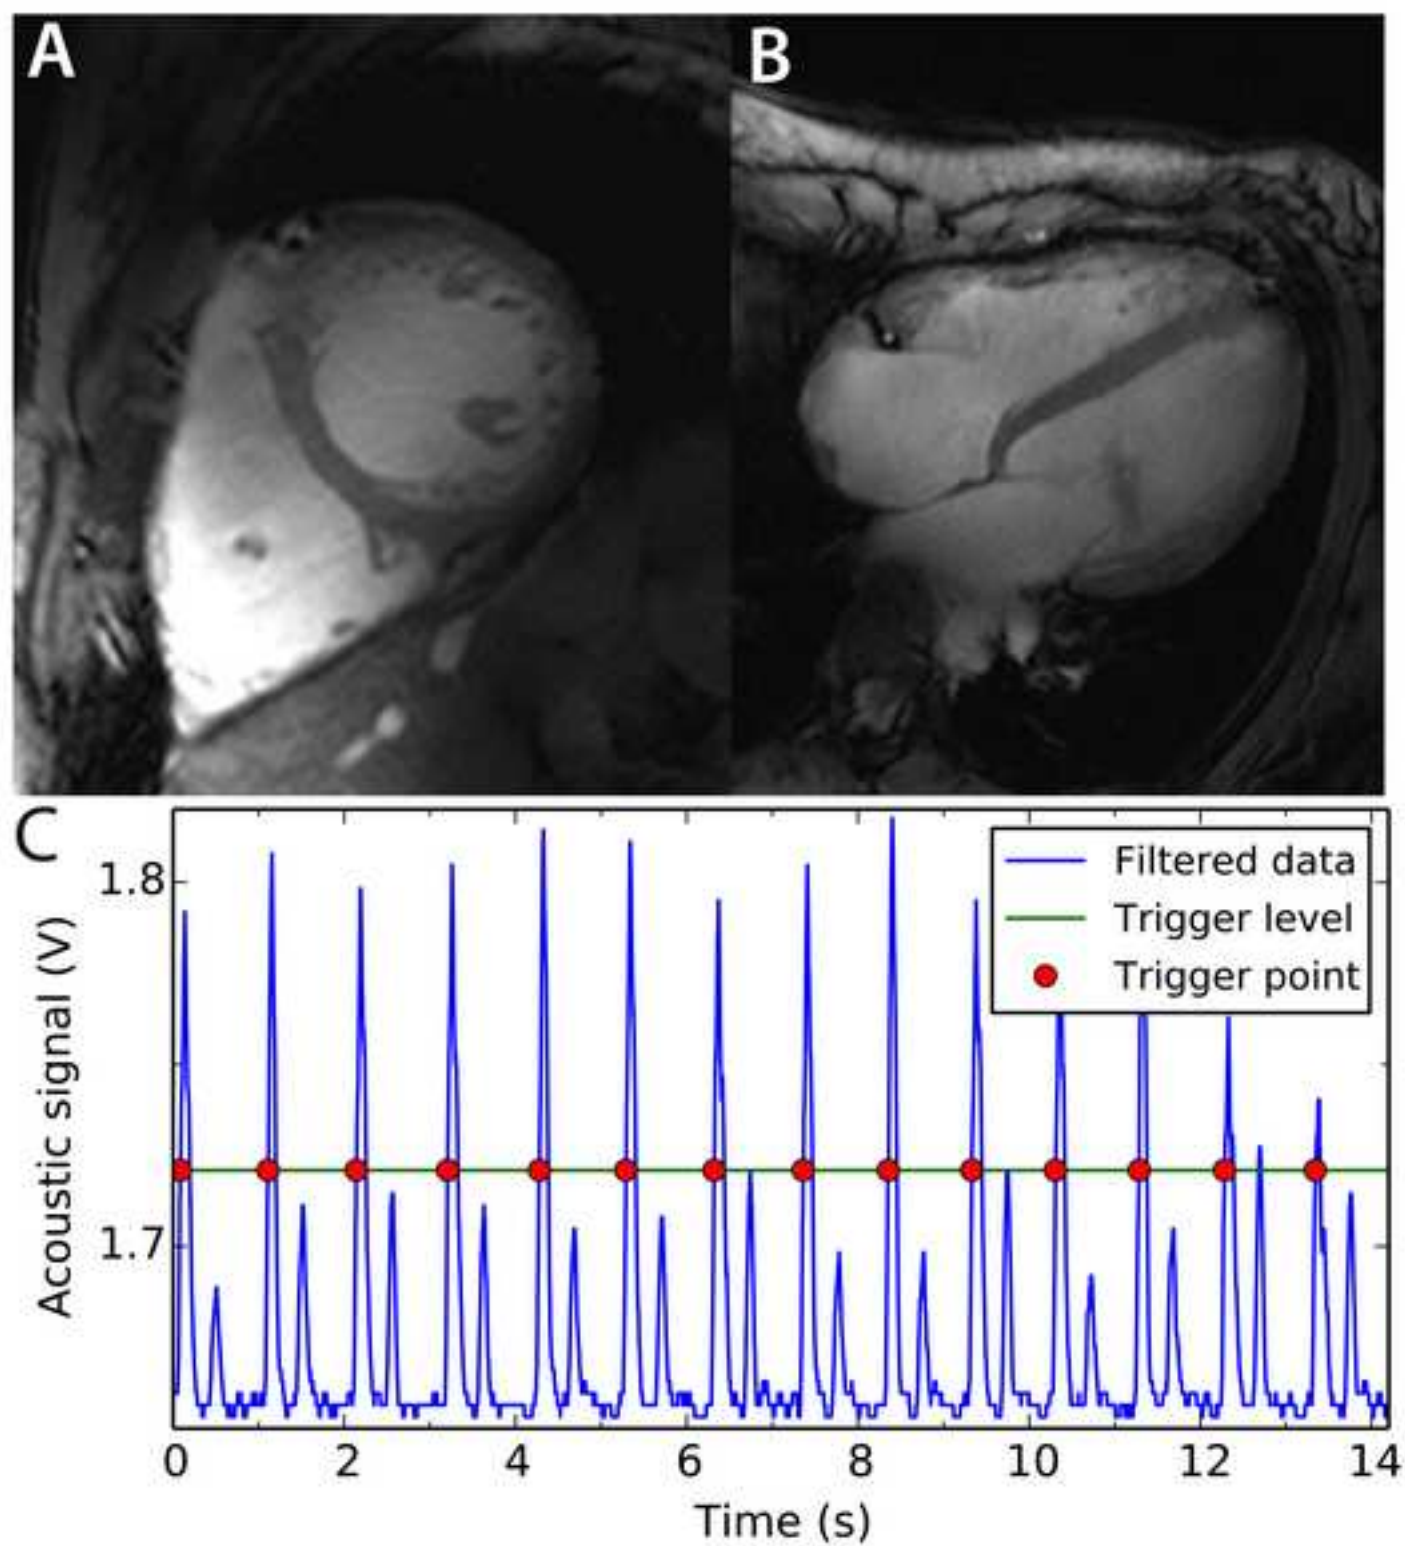 A
B
C
1.8
1.7
Acoustic signal (V)
Filtered data
Trigger level
Trigger point
0 2 4 6 8 10 12 14
Time (s)